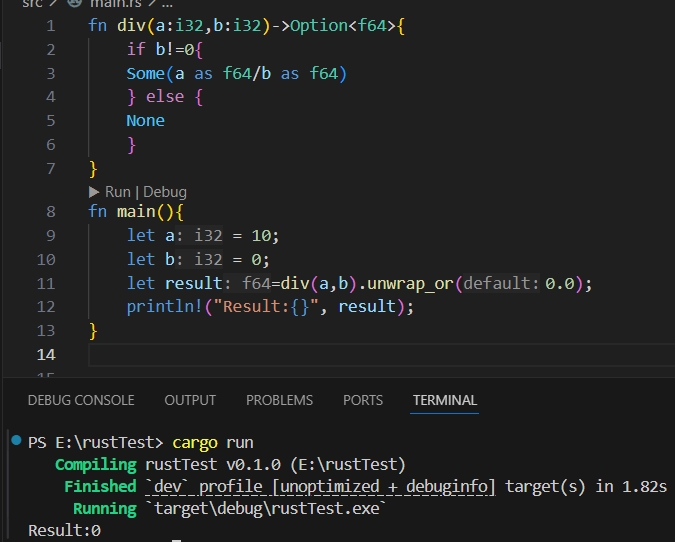 src > main.rs > ...
1 fn div(a:i32,b:i32)->Option<f64>{
2 if b!=0{
3 Some(a as f64/b as f64)
4 } else {
5 None
6 }
7 }
Run | Debug
8 fn main(){
9 let a: i32 = 10;
10 let b: i32 = 0;
11 let result: f64=div(a,b).unwrap_or(default: 0.0);
12 println!("Result:{}", result);
13 }
14
15
DEBUG CONSOLE OUTPUT PROBLEMS PORTS TERMINAL
PS E:\rustTest> cargo run
Compiling rustTest v0.1.0 (E:\rustTest)
Finished `dev` profile [unoptimized + debuginfo] target(s) in 1.82s
Running `target\debug\rustTest.exe`
Result:0